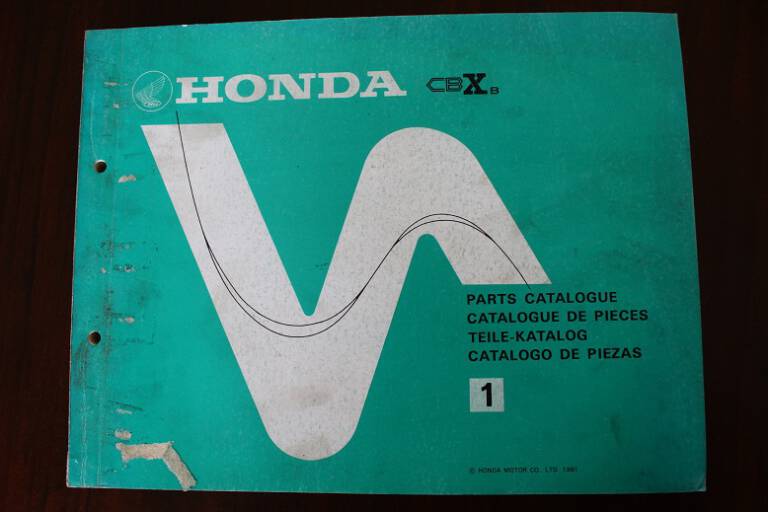 HONDA CBX B
PARTS CATALOGUE
CATALOGUE DE PIECES
TEILE-KATALOG
CATALOGO DE PIEZAS
1
© HONDA MOTOR CO., LTD. 1981